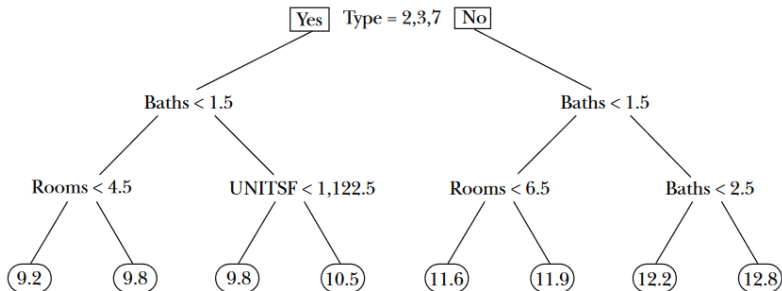 Yes Type = 2,3,7 No
Baths < 1.5 Baths < 1.5
Rooms < 4.5 UNITSF < 1,122.5 Rooms < 6.5 Baths < 2.5
9.2 9.8 9.8 10.5 11.6 11.9 12.2 12.8